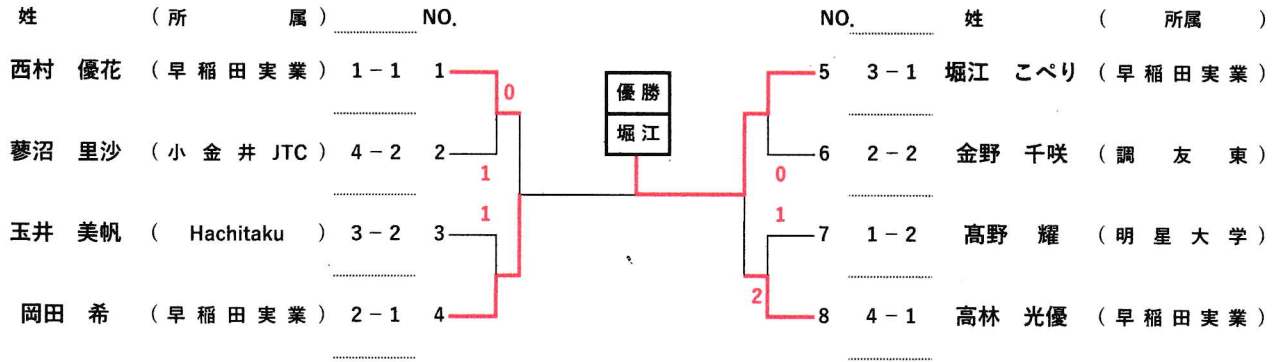 姓 (所 属) NO. NO. 姓 (所属)
西村 優花 (早稲田実業) 1-1 1 5 3-1 堀江 こぺり (早稲田実業)
0 優勝
堀江
蓼沼 里沙 (小金井JTC) 4-2 2 6 2-2 金野 千咲 (調友東)
1 0
1 1
玉井 美帆 (Hachitaku) 3-2 3 7 1-2 髙野 耀 (明星大学)
2
岡田 希 (早稲田実業) 2-1 4 8 4-1 高林 光優 (早稲田実業)